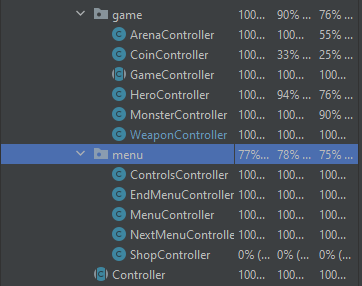 game 100... 90% ... 76% ...
ArenaController 100... 100... 55% ...
CoinController 100... 33% ... 25% ...
GameController 100... 100... 100...
HeroController 100... 94% ... 76% ...
MonsterController 100... 100... 90% ...
WeaponController 100... 100... 100...
menu 77%... 78% ... 75% ...
ControlsController 100... 100... 100...
EndMenuController 100... 100... 100...
MenuController 100... 100... 100...
NextMenuControlle 100... 100... 100...
ShopController 0% (... 0% (... 0% (...
Controller 100... 100... 100...